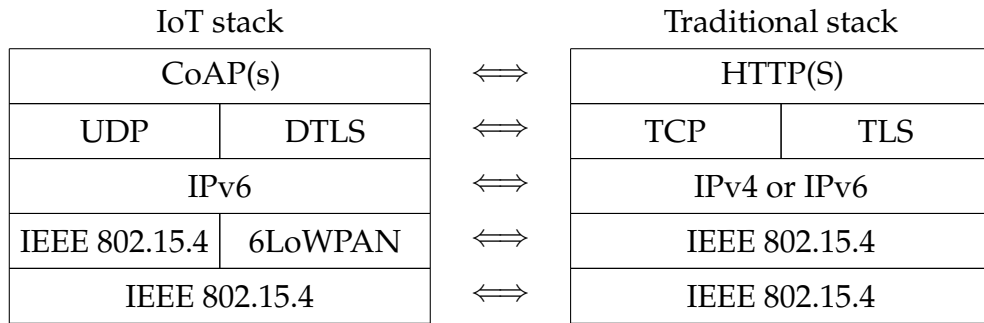 IoT stack Traditional stack
CoAP(s) ⟺ HTTP(S)
UDP DTLS ⟺ TCP TLS
IPv6 ⟺ IPv4 or IPv6
IEEE 802.15.4 6LoWPAN ⟺ IEEE 802.15.4
IEEE 802.15.4 ⟺ IEEE 802.15.4